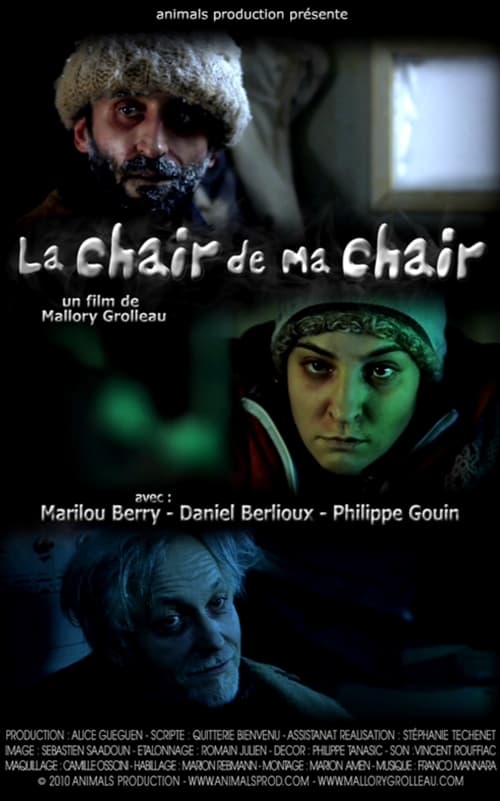 animals production présente
La chair de ma chair
un film de
Mallory Grolleau
avec :
Marilou Berry - Daniel Berlioux - Philippe Gouin
PRODUCTION : ALICE GUEGUEN - SCRIPTE : QUITTERIE BIENVENU - ASSISTANAT REALISATION : STÉPHANIE TECHENET
IMAGE : SEBASTIEN SAADOUN - ETALONNAGE : ROMAIN JULIEN - DECOR : PHILIPPE TANASIC - SON : VINCENT ROUFFIAC
MAQUILLAGE : CAMILLE OSSCINI - HABILLAGE : MARION REBMANN - MONTAGE : MARION AMEN - MUSIQUE : FRANCO MANNARA
© 2010 ANIMALS PRODUCTION - WWW.ANIMALSPROD.COM - WWW.MALLORYGROLLEAU.COM